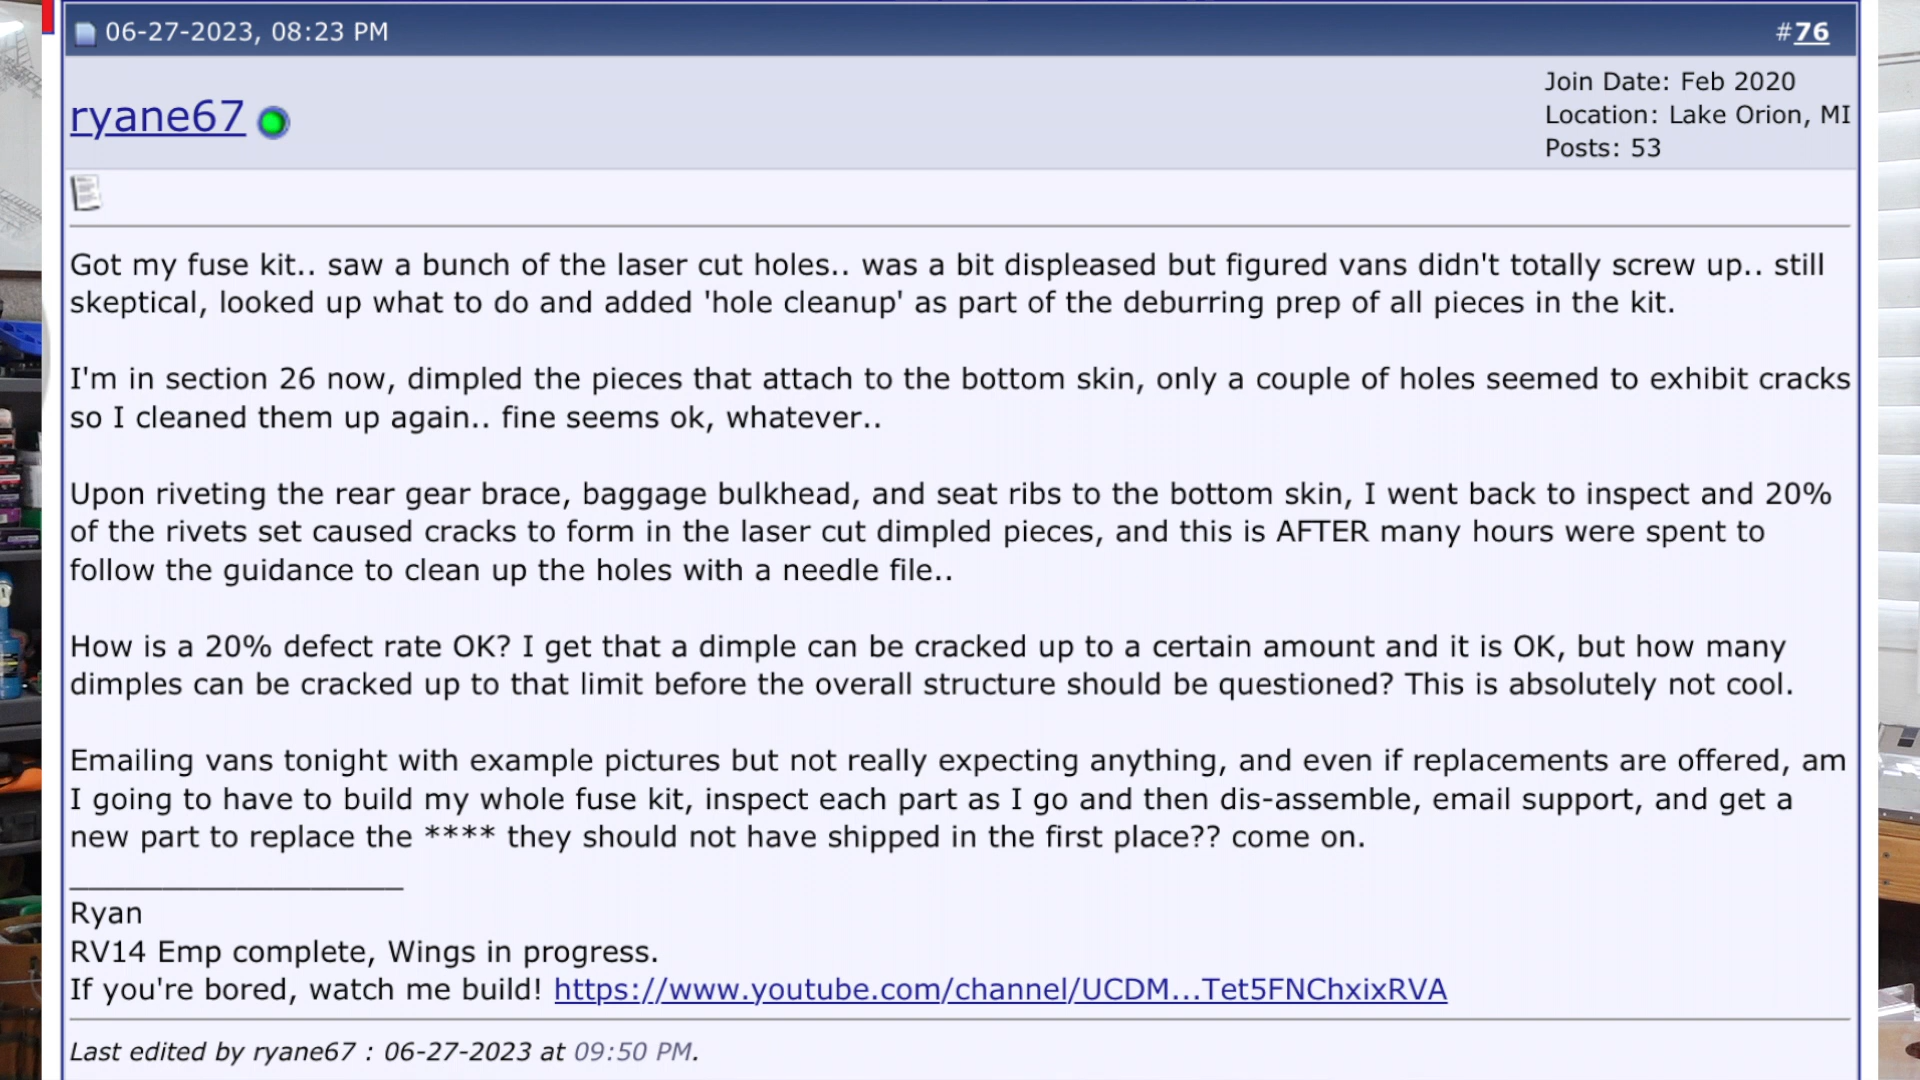 06-27-2023, 08:23 PM
#76
ryane67
Join Date: Feb 2020
Location: Lake Orion, MI
Posts: 53
Got my fuse kit.. saw a bunch of the laser cut holes.. was a bit displeased but figured vans didn't totally screw up.. still
skeptical, looked up what to do and added 'hole cleanup' as part of the deburring prep of all pieces in the kit.
I'm in section 26 now, dimpled the pieces that attach to the bottom skin, only a couple of holes seemed to exhibit cracks
so I cleaned them up again.. fine seems ok, whatever..
Upon riveting the rear gear brace, baggage bulkhead, and seat ribs to the bottom skin, I went back to inspect and 20%
of the rivets set caused cracks to form in the laser cut dimpled pieces, and this is AFTER many hours were spent to
follow the guidance to clean up the holes with a needle file..
How is a 20% defect rate OK? I get that a dimple can be cracked up to a certain amount and it is OK, but how many
dimples can be cracked up to that limit before the overall structure should be questioned? This is absolutely not cool.
Emailing vans tonight with example pictures but not really expecting anything, and even if replacements are offered, am
I going to have to build my whole fuse kit, inspect each part as I go and then dis-assemble, email support, and get a
new part to replace the **** they should not have shipped in the first place?? come on.
Ryan
RV14 Emp complete, Wings in progress.
If you're bored, watch me build! https://www.youtube.com/channel/UCDM...Tet5FNChxixRVA
Last edited by ryane67 : 06-27-2023 at 09:50 PM.